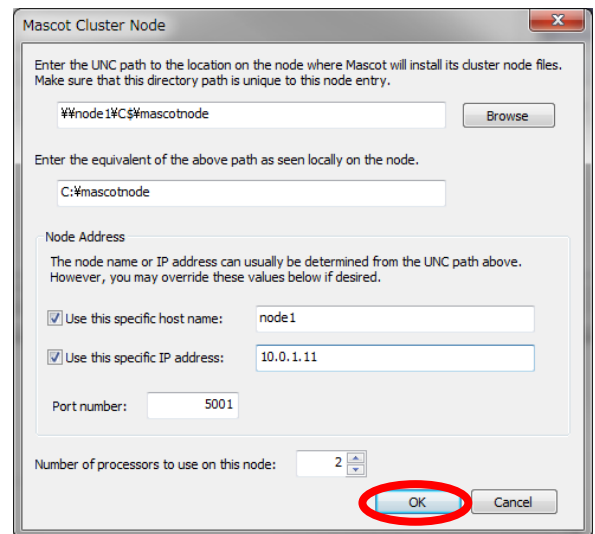 Mascot Cluster Node
Enter the UNC path to the location on the node where Mascot will install its cluster node files.
Make sure that this directory path is unique to this node entry.
¥¥node1¥C$¥mascotnode
Browse
Enter the equivalent of the above path as seen locally on the node.
C:¥mascotnode
Node Address
The node name or IP address can usually be determined from the UNC path above.
However, you may override these values below if desired.
Use this specific host name: node1
Use this specific IP address: 10.0.1.11
Port number: 5001
Number of processors to use on this node: 2
OK Cancel